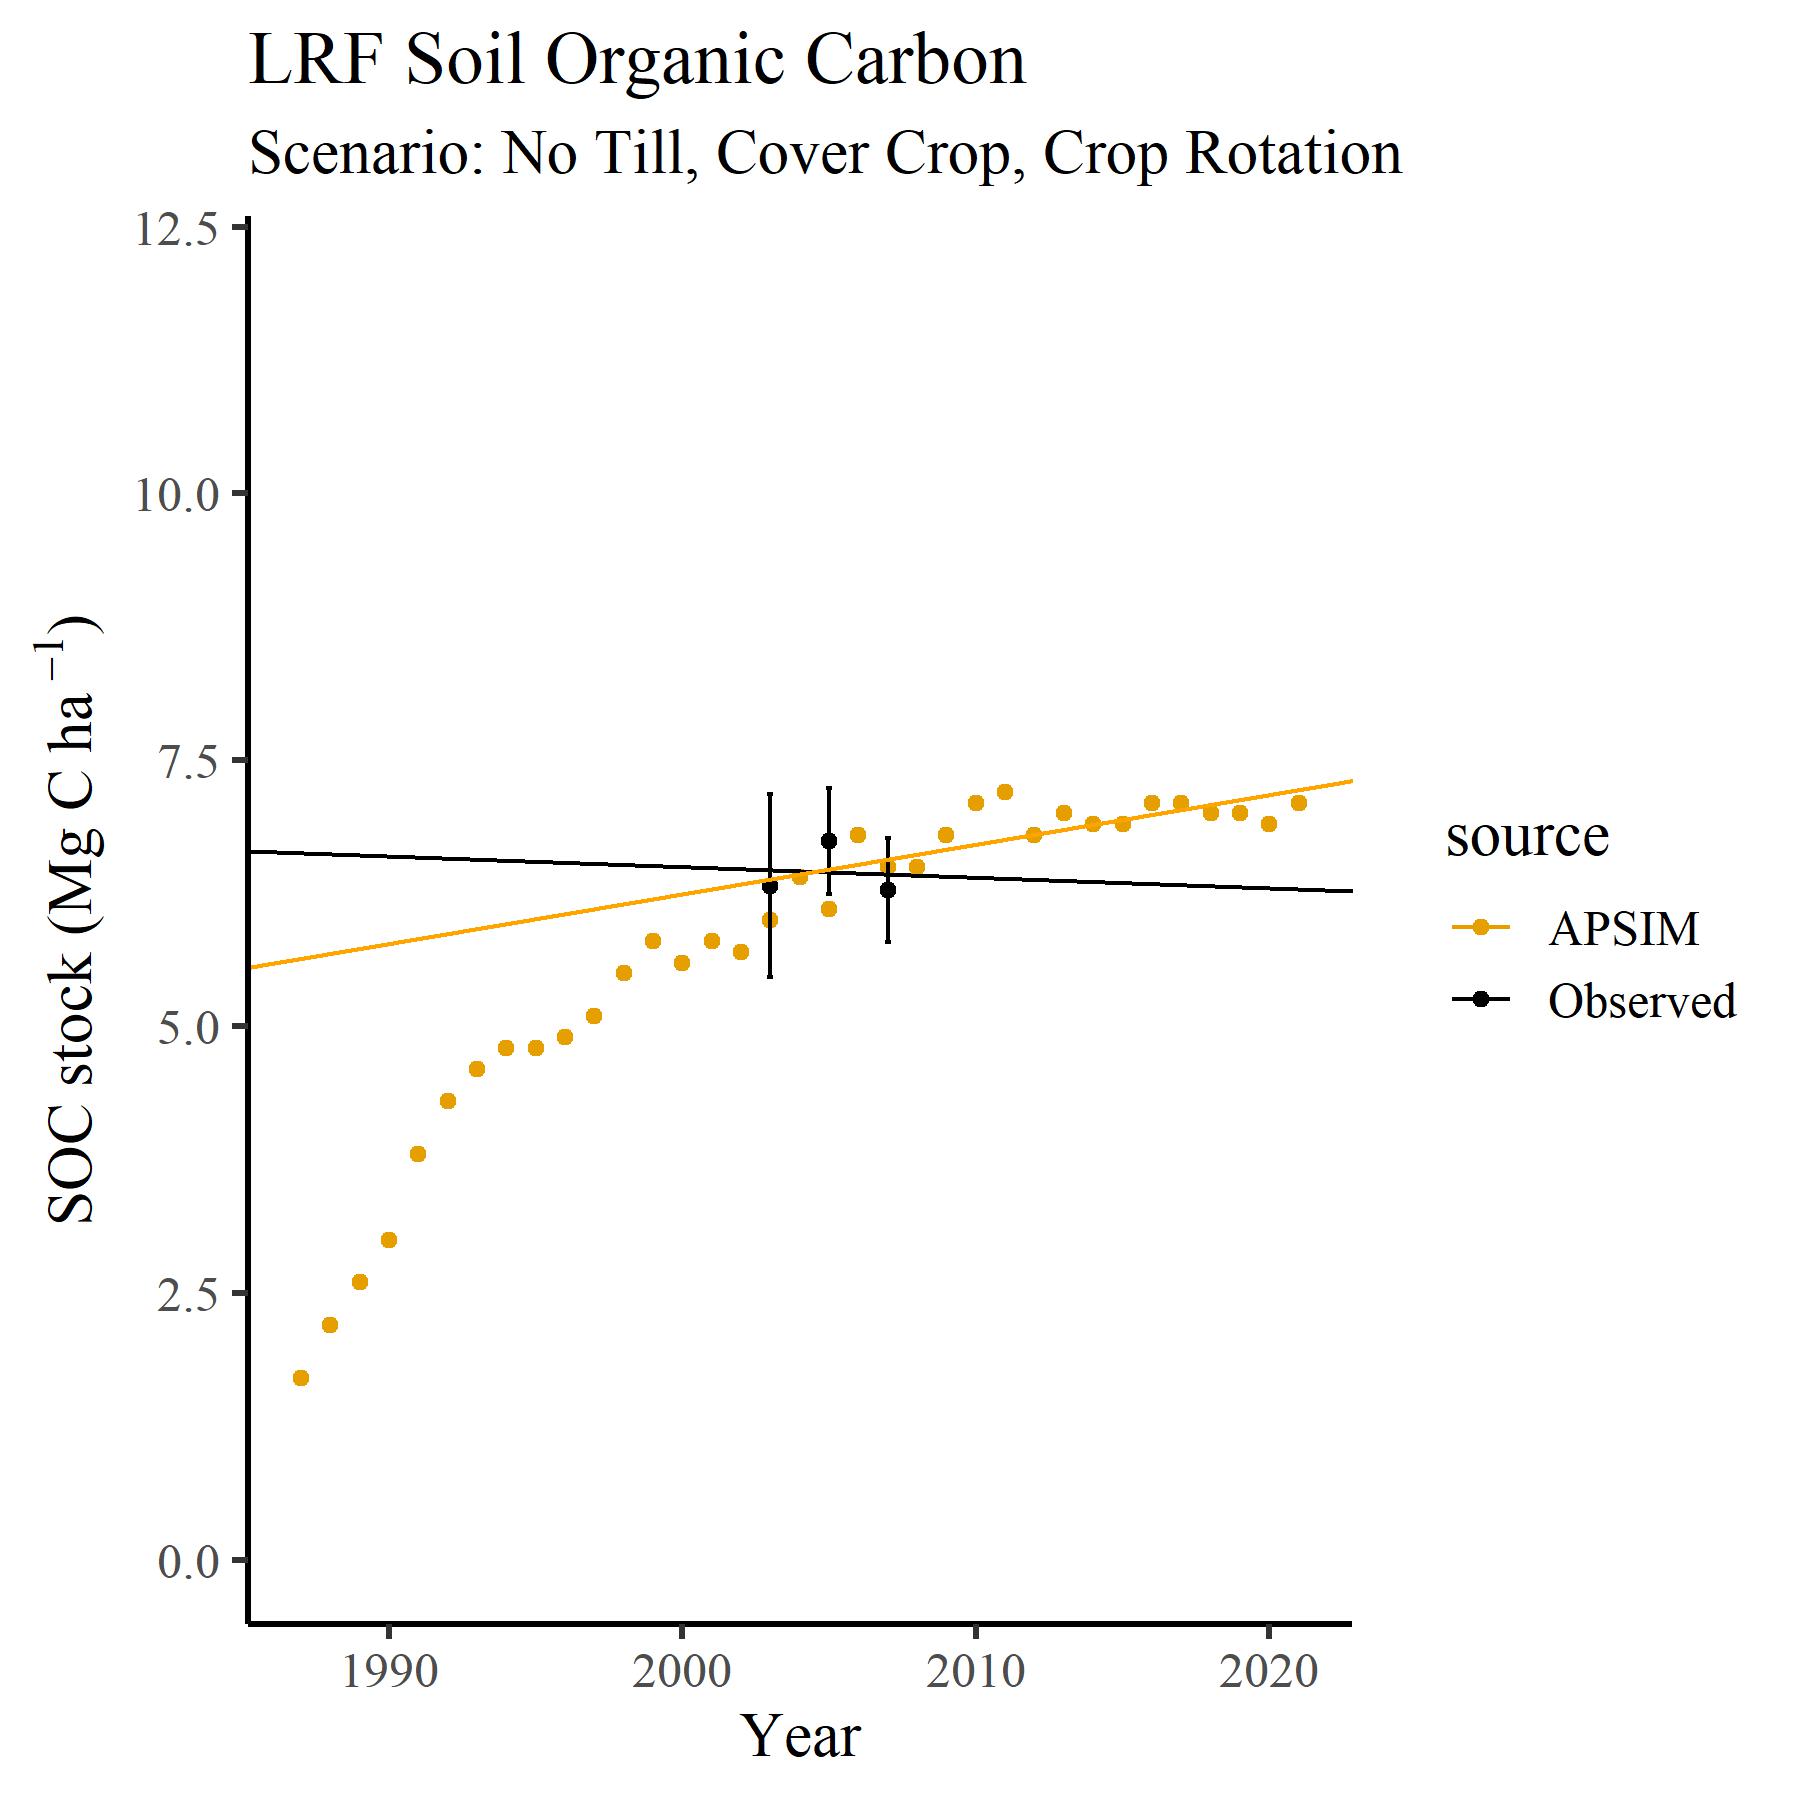 LRF Soil Organic Carbon
Scenario: No Till, Cover Crop, Crop Rotation
12.5
10.0
7.5
5.0
2.5
0.0
SOC stock (Mg C ha −1)
1990 2000 2010 2020
Year
source
APSIM
Observed